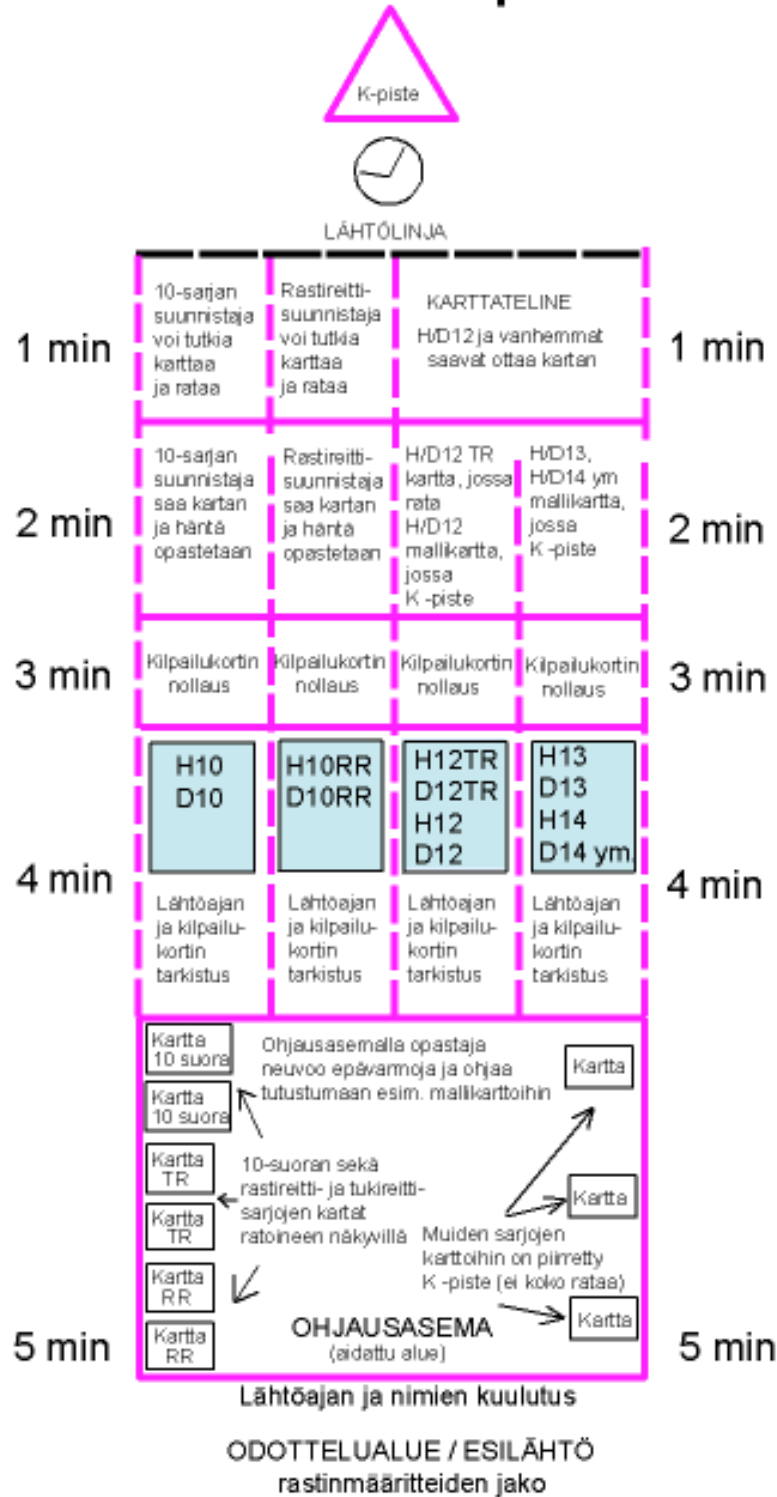 K-piste
LÄHTÖLINJA
1 min
10-sarjan
suunnistaja
voi tutkia
karttaa
ja rataa
Rastireitti-
suunnistaja
voi tutkia
karttaa
ja rataa
KARTTATELINE
H/D12 ja vanhemmat
saavat ottaa kartan
1 min
2 min
10-sarjan
suunnistaja
saa kartan
ja häntä
opastetaan
Rastireitti-
suunnistaja
saa kartan
ja häntä
opastetaan
H/D12 TR
kartta, jossa
rata
H/D12
mallikartta,
jossa
K -piste
H/D13,
H/D14 ym
mallikartta,
jossa
K -piste
2 min
3 min
Kilpailukortin
nollaus
Kilpailukortin
nollaus
Kilpailukortin
nollaus
Kilpailukortin
nollaus
3 min
4 min
H10
D10
H10RR
D10RR
H12TR
D12TR
H12
D12
H13
D13
H14
D14 ym.
4 min
Lähtöajan
ja kilpailu-
kortin
tarkistus
Lähtöajan
ja kilpailu-
kortin
tarkistus
Lähtöajan
ja kilpailu-
kortin
tarkistus
Lähtöajan
ja kilpailu-
kortin
tarkistus
Kartta
10 suora
Kartta
10 suora
Kartta
TR
Kartta
TR
Kartta
RR
Kartta
RR
Ohjausasemalla opastaja
neuvoo epävarmoja ja ohjaa
tutustumaan esim. mallikarttoihin
10-suoran sekä
rastireitti- ja tukireitti-
sarjojen kartat
ratoineen näkyvillä
Kartta
Kartta
Muiden sarjojen
karttoihin on piirretty
K -piste (ei koko rataa)
Kartta
5 min
OHJAUSASEMA
(aidattu alue)
5 min
Lähtöajan ja nimien kuulutus
ODOTTELUALUE / ESILÄHTÖ
rastinmääritteiden jako